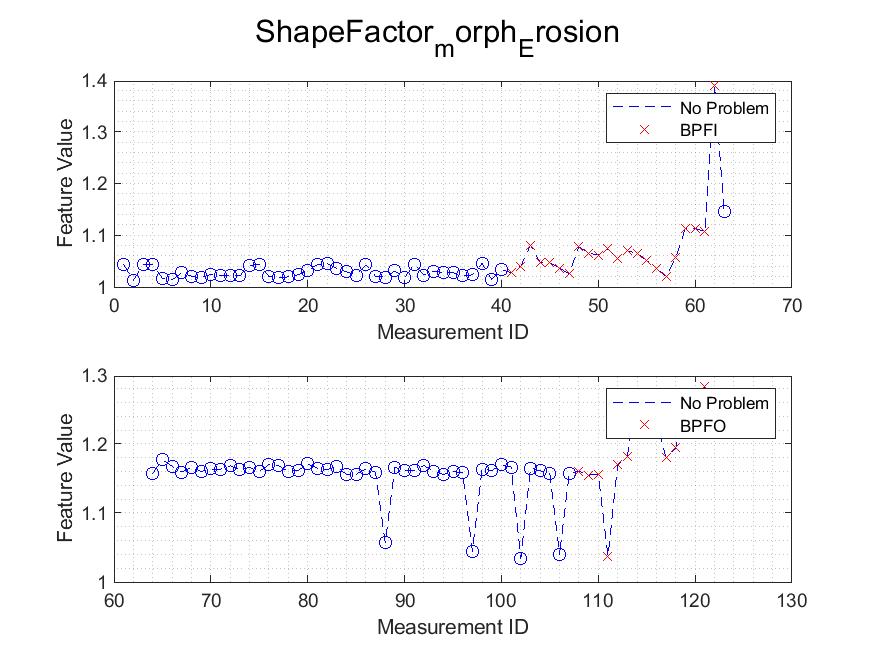 ShapeFactor_morph_Erosion
1.4
1.3
1.2
1.1
1
Feature Value
No Problem
BPFI
0 10 20 30 40 50 60 70
Measurement ID
1.3
1.2
1.1
1
Feature Value
No Problem
BPFO
60 70 80 90 100 110 120 130
Measurement ID